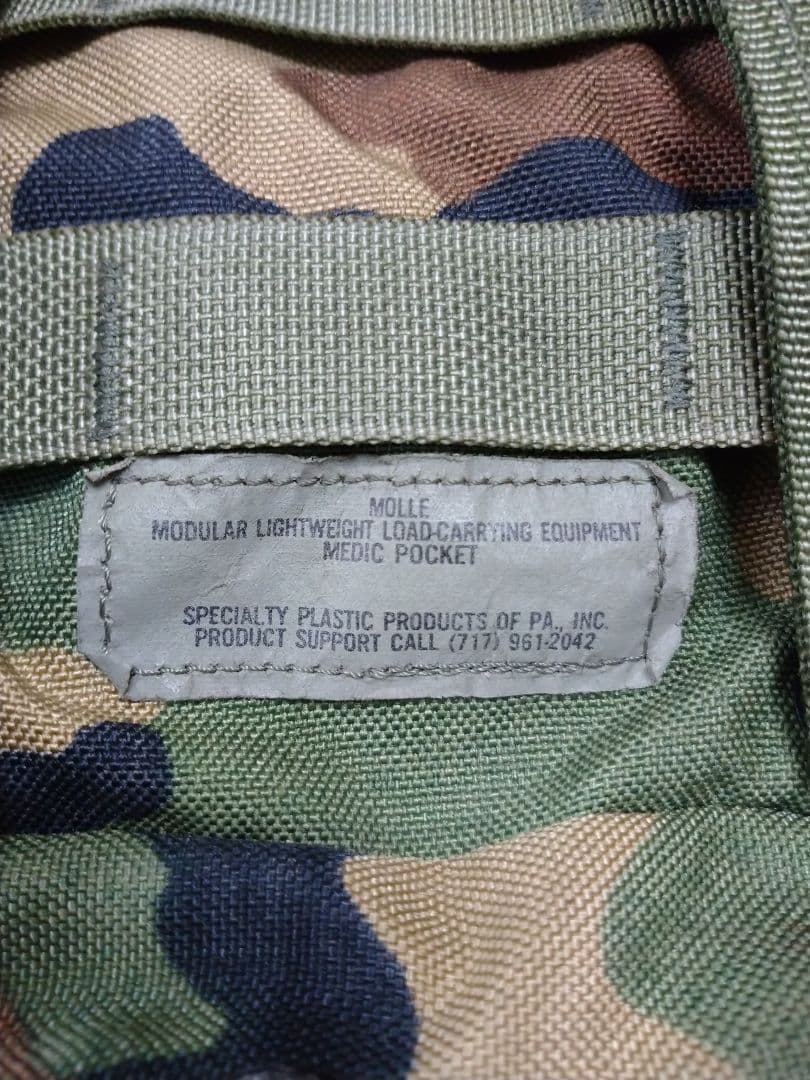 MOLLE
MODULAR LIGHTWEIGHT LOAD-CARRYING EQUIPMENT
MEDIC POCKET
SPECIALTY PLASTIC PRODUCTS OF PA., INC.
PRODUCT SUPPORT CALL (717) 961-2042